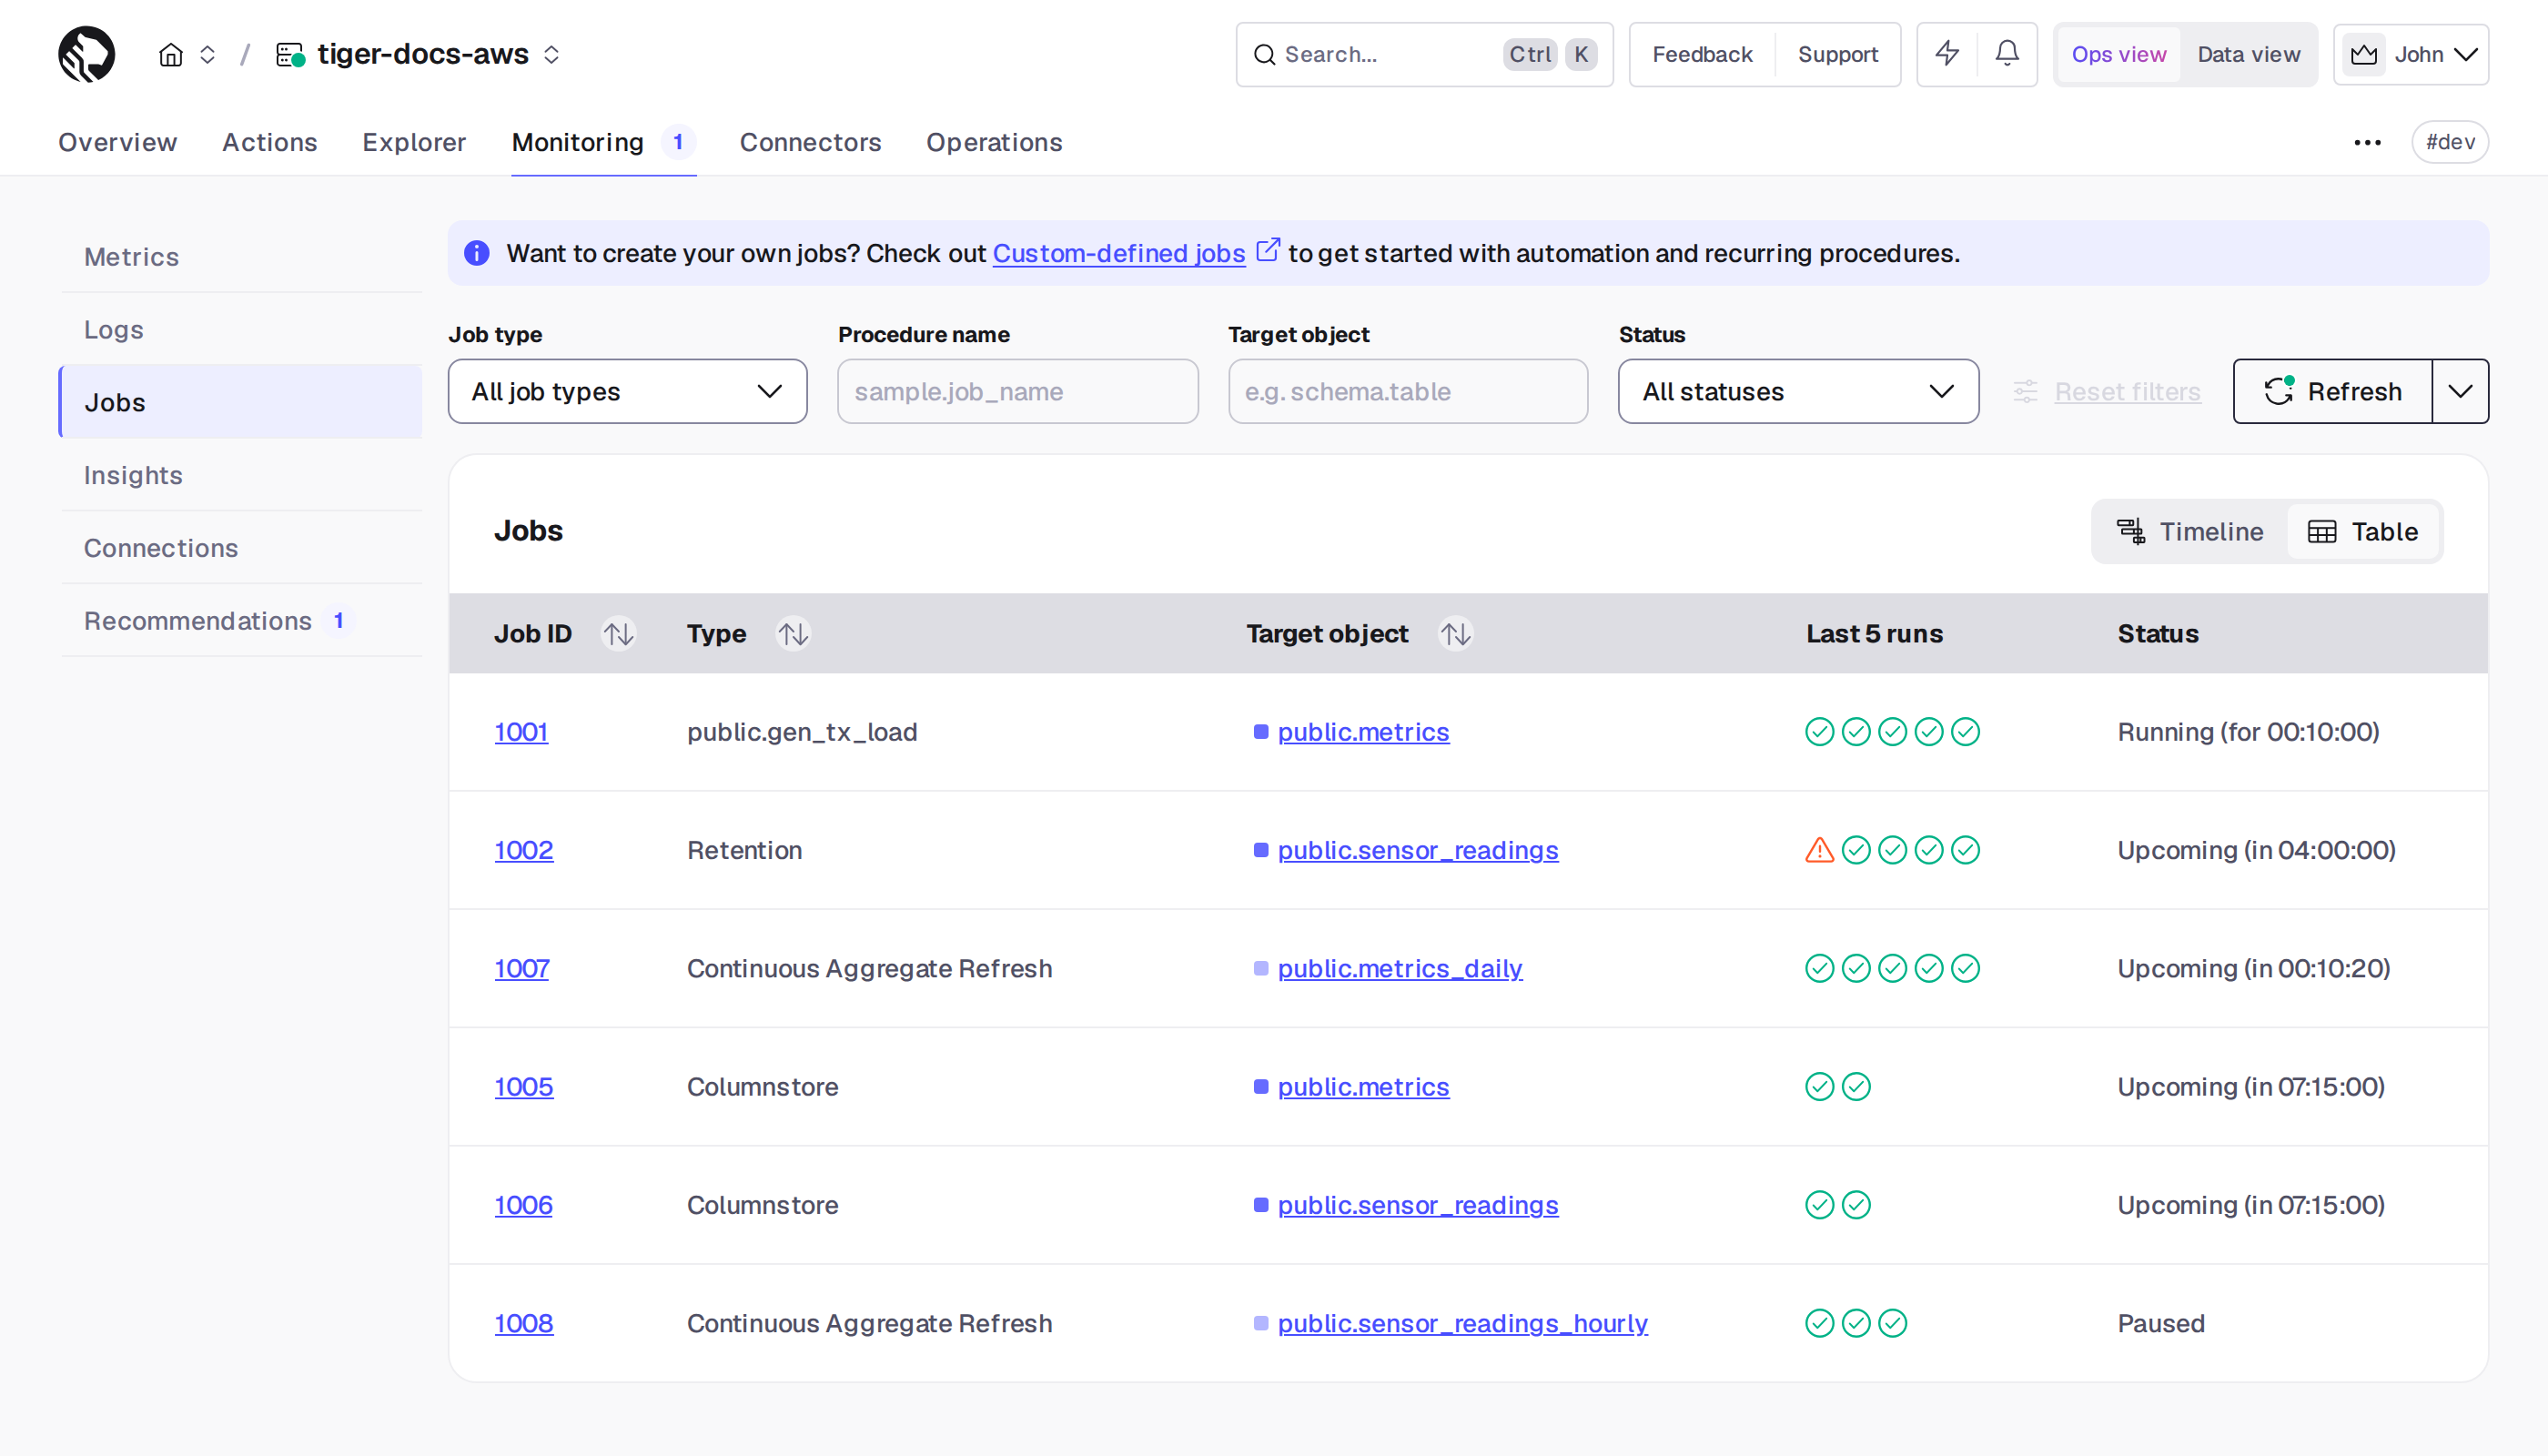 tiger-docs-aws
Search... Ctrl K
Feedback Support
Ops view Data view
John
Overview Actions Explorer Monitoring 1 Connectors Operations
#dev
Metrics
Logs
Jobs
Insights
Connections
Recommendations 1
Want to create your own jobs? Check out Custom-defined jobs to get started with automation and recurring procedures.
Job type Procedure name Target object Status
All job types sample.job_name e.g. schema.table All statuses Reset filters Refresh
Jobs
Timeline Table
Job ID Type Target object Last 5 runs Status
1001 public.gen_tx_load public.metrics Running (for 00:10:00)
1002 Retention public.sensor_readings Upcoming (in 04:00:00)
1007 Continuous Aggregate Refresh public.metrics_daily Upcoming (in 00:10:20)
1005 Columnstore public.metrics Upcoming (in 07:15:00)
1006 Columnstore public.sensor_readings Upcoming (in 07:15:00)
1008 Continuous Aggregate Refresh public.sensor_readings_hourly Paused